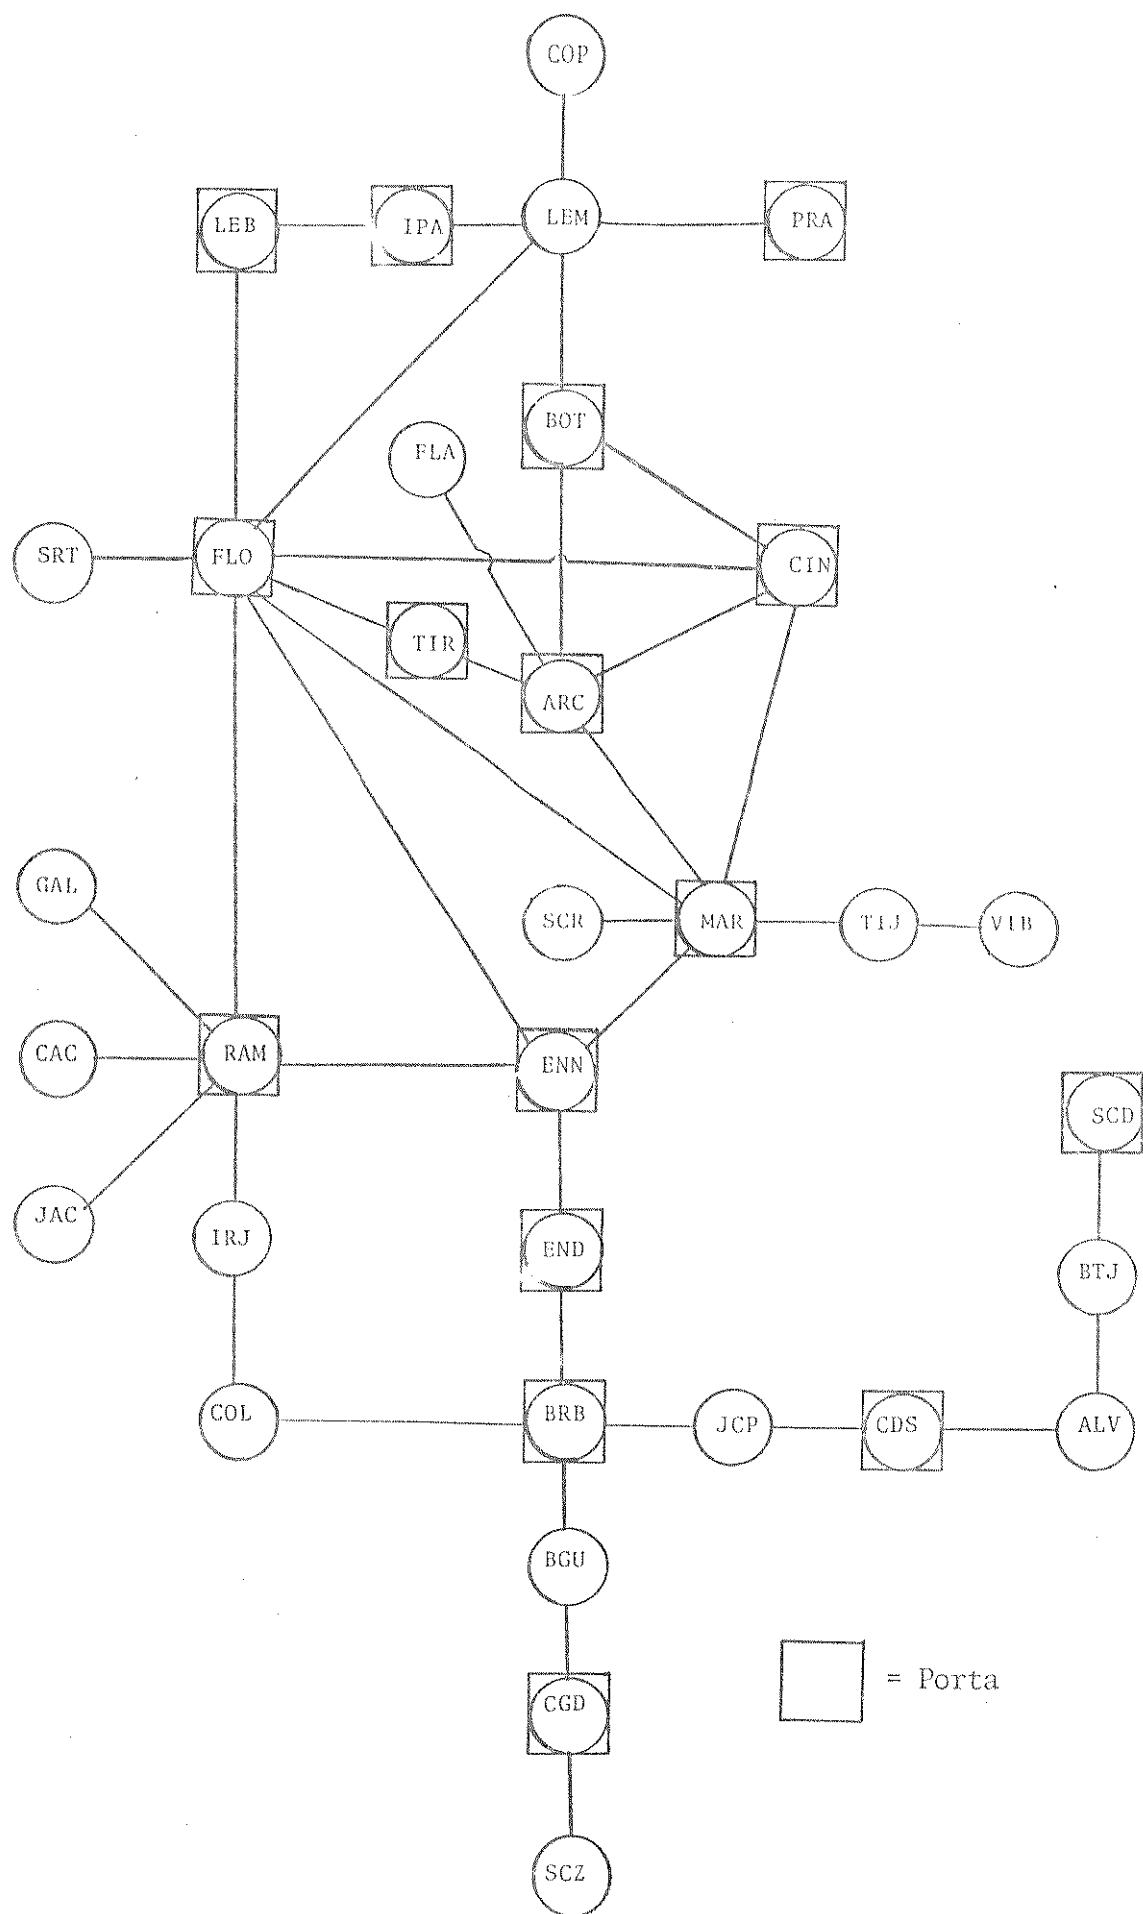 COP
LEB
IPA
LEM
PRA
BOT
FLA
SRT
FLO
CIN
TIR
ARC
GAL
SCR
MAR
TIJ
VIB
CAC
RAM
ENN
SCD
JAC
IRJ
END
BTJ
COL
BRB
JCP
CDS
ALV
BGU
= Porta
CGD
SCZ